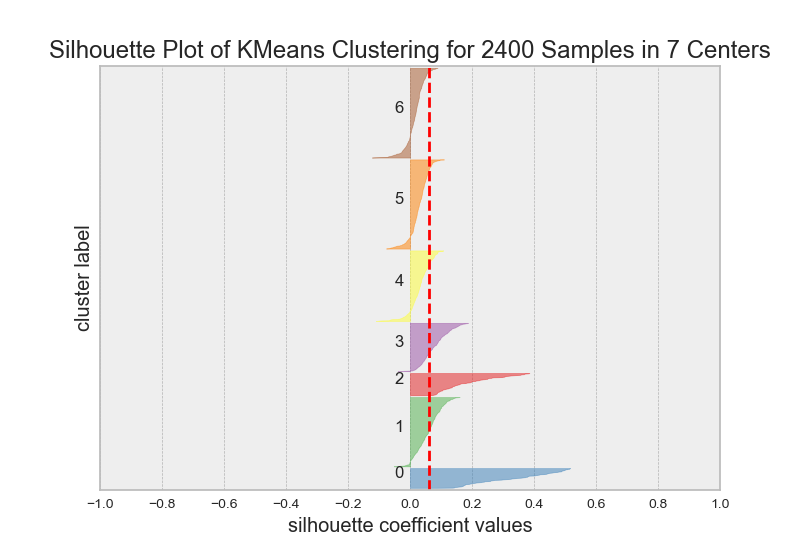 Silhouette Plot of KMeans Clustering for 2400 Samples in 7 Centers
6
5
4
3
2
1
0
cluster label
−1.0 −0.8 −0.6 −0.4 −0.2 0.0 0.2 0.4 0.6 0.8 1.0
silhouette coefficient values